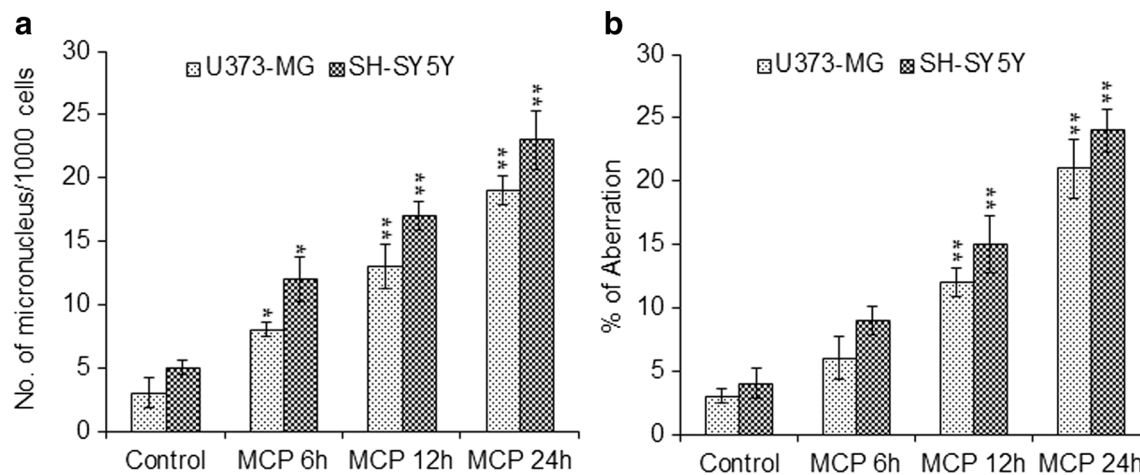 a
No. of micronucleus/1000 cells
30
25
20
15
10
5
0
U373-MG SH-SY5Y
* * ** ** ** **
Control MCP 6h MCP 12h MCP 24h
b
% of Aberration
30
25
20
15
10
5
0
U373-MG SH-SY5Y
** ** ** **
Control MCP 6h MCP 12h MCP 24h